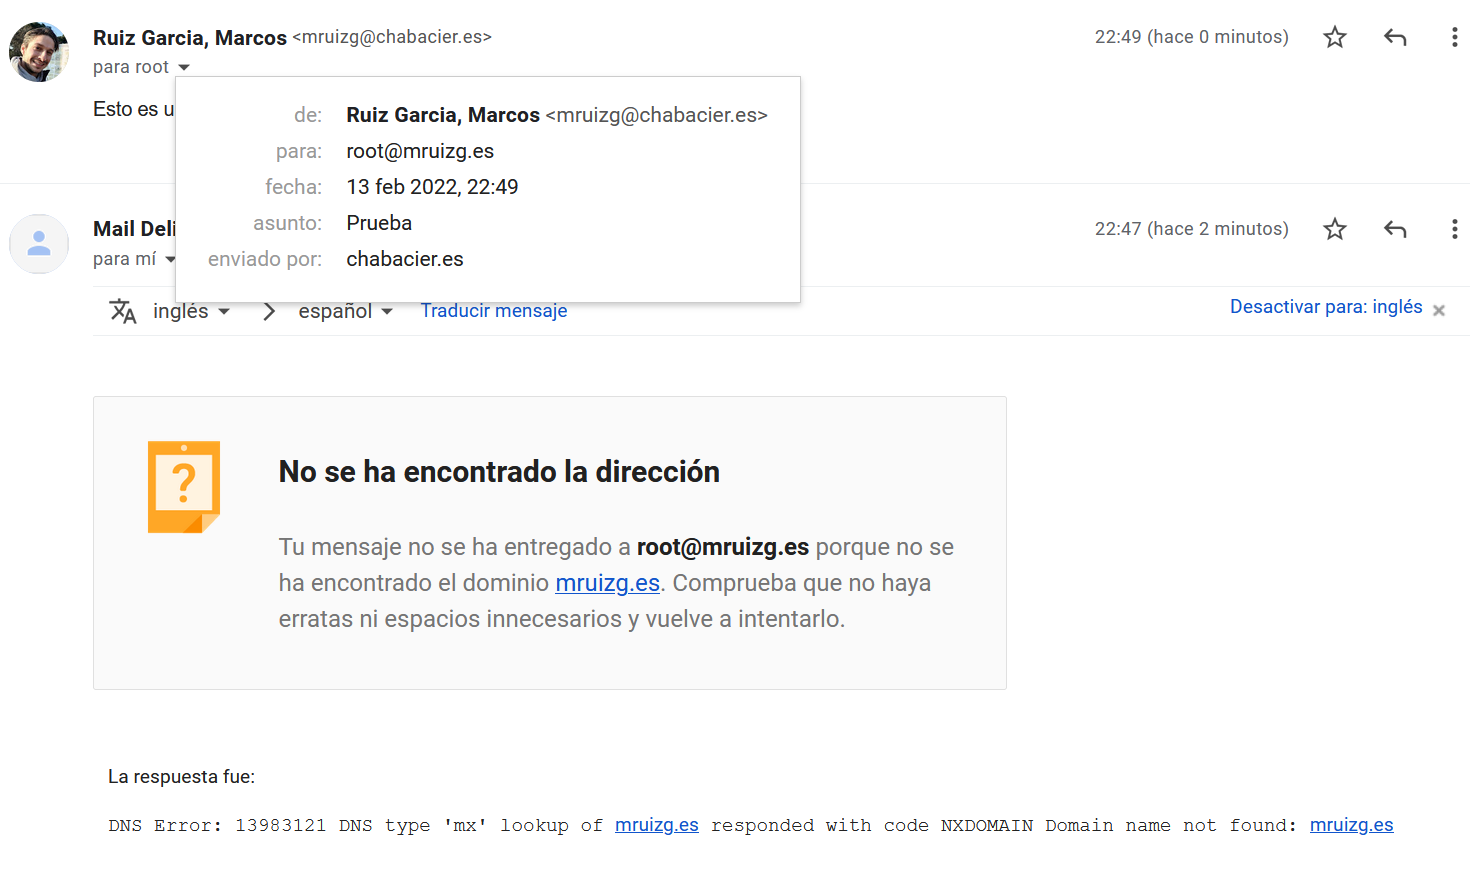 Ruiz Garcia, Marcos <mruizg@chabacier.es>
22:49 (hace 0 minutos)
para root
Esto es u
de: Ruiz Garcia, Marcos <mruizg@chabacier.es>
para: root@mruizg.es
fecha: 13 feb 2022, 22:49
asunto: Prueba
enviado por: chabacier.es
Mail Deli
22:47 (hace 2 minutos)
para mí
inglés > español Traducir mensaje
Desactivar para: inglés
?
No se ha encontrado la dirección
Tu mensaje no se ha entregado a root@mruizg.es porque no se
ha encontrado el dominio mruizg.es. Comprueba que no haya
erratas ni espacios innecesarios y vuelve a intentarlo.
La respuesta fue:
DNS Error: 13983121 DNS type 'mx' lookup of mruizg.es responded with code NXDOMAIN Domain name not found: mruizg.es